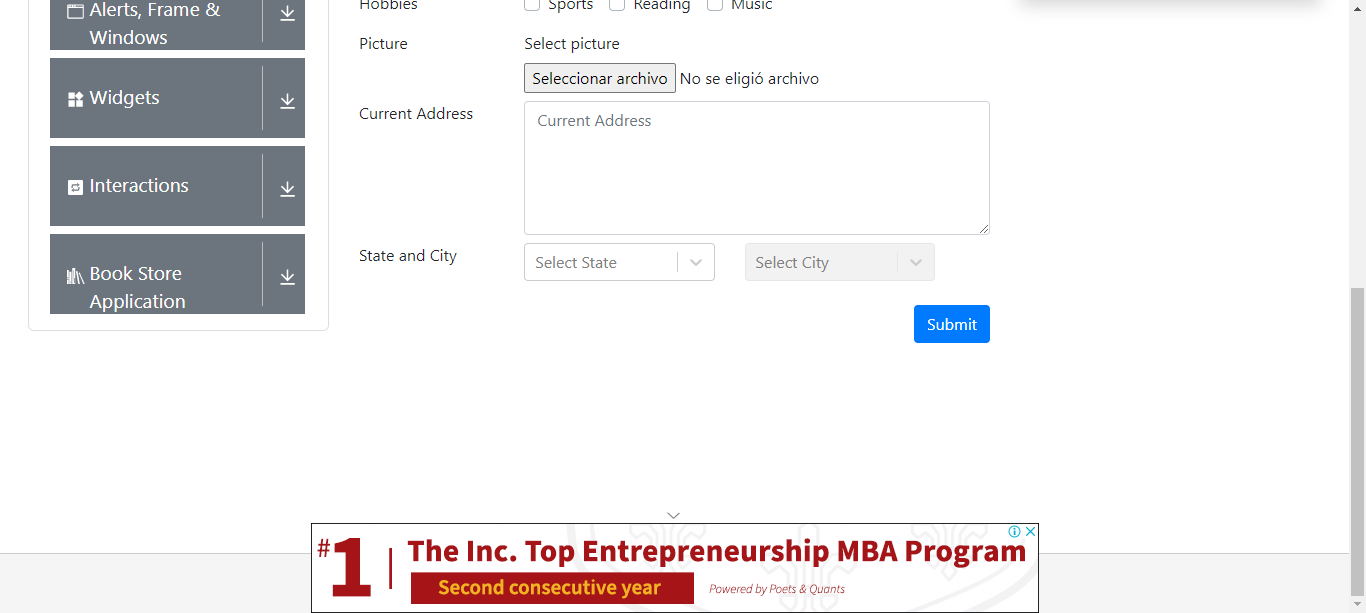 Alerts, Frame &
Windows
Widgets
Interactions
Book Store
Application
Hobbies
Sports
Reading
Music
Picture
Select picture
Seleccionar archivo No se eligió archivo
Current Address
Current Address
State and City
Select State
Select City
Submit
#1
The Inc. Top Entrepreneurship MBA Program
Second consecutive year
Powered by Poets & Quants